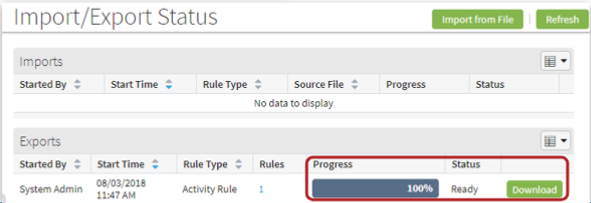 Import/Export Status
Import from File
Refresh
Imports
Started By Start Time Rule Type Source File Progress Status
No data to display
Exports
Started By Start Time Rule Type Rules Progress Status
System Admin 08/03/2018 11:47 AM Activity Rule 1 100% Ready Download